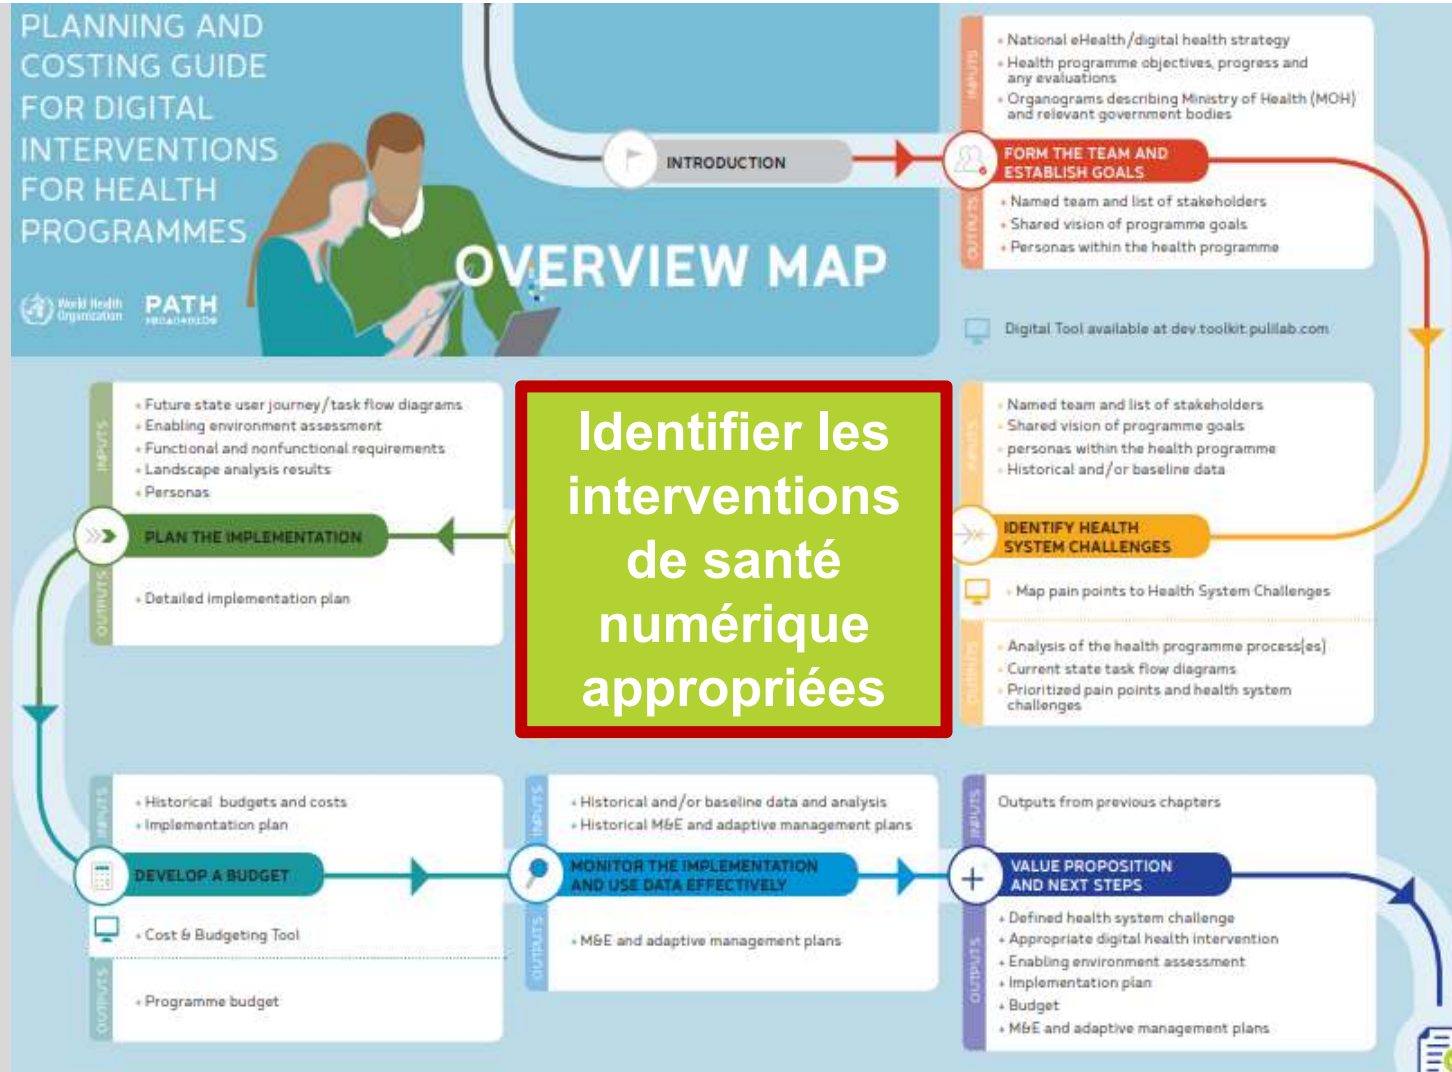 PLANNING AND
COSTING GUIDE
FOR DIGITAL
INTERVENTIONS
FOR HEALTH
PROGRAMMES
World Health
Organization
PATH
OVERVIEW MAP
INTRODUCTION
INPUTS
• National eHealth/digital health strategy
• Health programme objectives, progress and
any evaluations
• Organograms describing Ministry of Health (MOH)
and relevant government bodies
FORM THE TEAM AND
ESTABLISH GOALS
OUTPUTS
• Named team and list of stakeholders
• Shared vision of programme goals
• Personas within the health programme
Digital Tool available at dev.toolkit.pulilab.com
INPUTS
• Named team and list of stakeholders
• Shared vision of programme goals
• personas within the health programme
• Historical and/or baseline data
IDENTIFY HEALTH
SYSTEM CHALLENGES
• Map pain points to Health System Challenges
OUTPUTS
• Analysis of the health programme process(es)
• Current state task flow diagrams
• Prioritized pain points and health system
challenges
Identifier les
interventions
de santé
numérique
appropriées
INPUTS
• Future state user journey/task flow diagrams
• Enabling environment assessment
• Functional and nonfunctional requirements
• Landscape analysis results
• Personas
PLAN THE IMPLEMENTATION
OUTPUTS
• Detailed implementation plan
INPUTS
• Historical budgets and costs
• Implementation plan
DEVELOP A BUDGET
• Cost & Budgeting Tool
OUTPUTS
• Programme budget
INPUTS
• Historical and/or baseline data and analysis
• Historical M&E and adaptive management plans
MONITOR THE IMPLEMENTATION
AND USE DATA EFFECTIVELY
OUTPUTS
• M&E and adaptive management plans
INPUTS
Outputs from previous chapters
VALUE PROPOSITION
AND NEXT STEPS
OUTPUTS
• Defined health system challenge
• Appropriate digital health intervention
• Enabling environment assessment
• Implementation plan
• Budget
• M&E and adaptive management plans